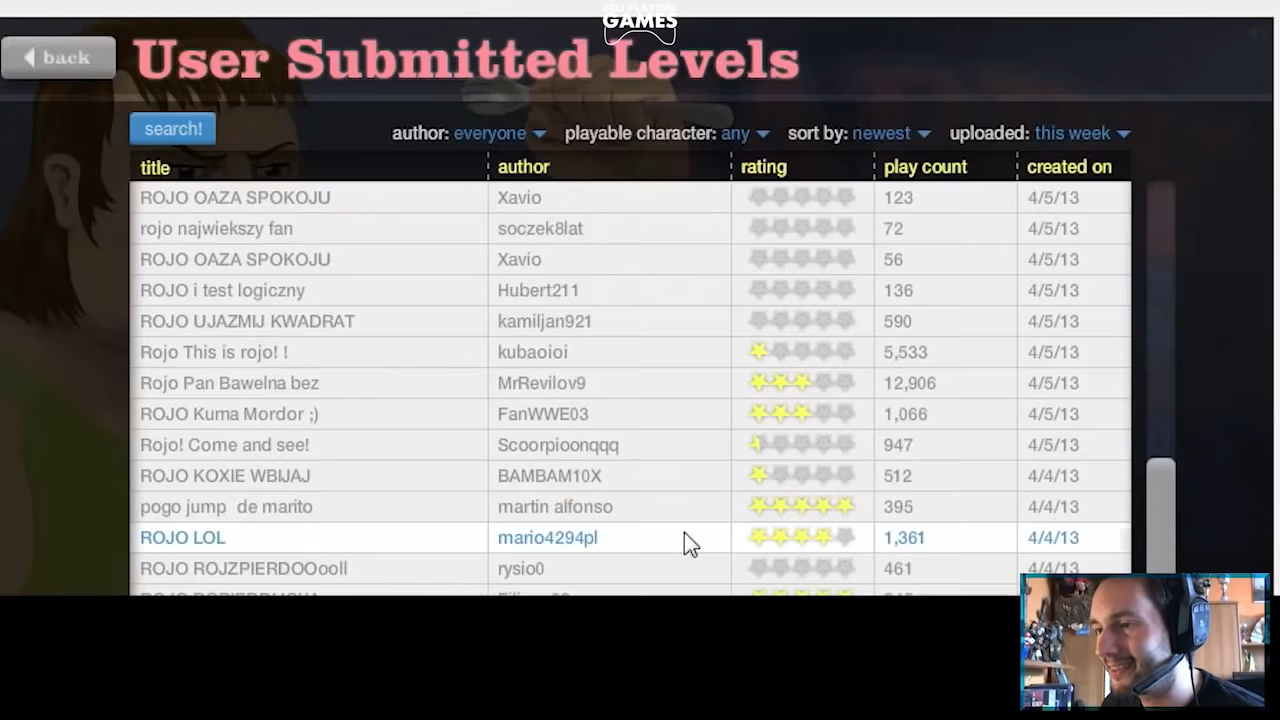 GAMES
back
User Submitted Levels
search!
author: everyone playable character: any sort by: newest uploaded: this week
title author rating play count created on
ROJO OAZA SPOKOJU Xavio 123 4/5/13
rojo najwiekszy fan soczek8lat 72 4/5/13
ROJO OAZA SPOKOJU Xavio 56 4/5/13
ROJO i test logiczny Hubert211 136 4/5/13
ROJO UJAZMIJ KWADRAT kamiljan921 590 4/5/13
Rojo This is rojo! ! kubaoioi 5,533 4/5/13
Rojo Pan Bawelna bez MrRevilov9 12,906 4/5/13
ROJO Kuma Mordor ;) FanWWE03 1,066 4/5/13
Rojo! Come and see! Scoorpioonqqq 947 4/5/13
ROJO KOXIE WBIJAJ BAMBAM10X 512 4/4/13
pogo jump de marito martin alfonso 395 4/4/13
ROJO LOL mario4294pl 1,361 4/4/13
ROJO ROJZPIERDOOooll rysio0 461 4/4/13